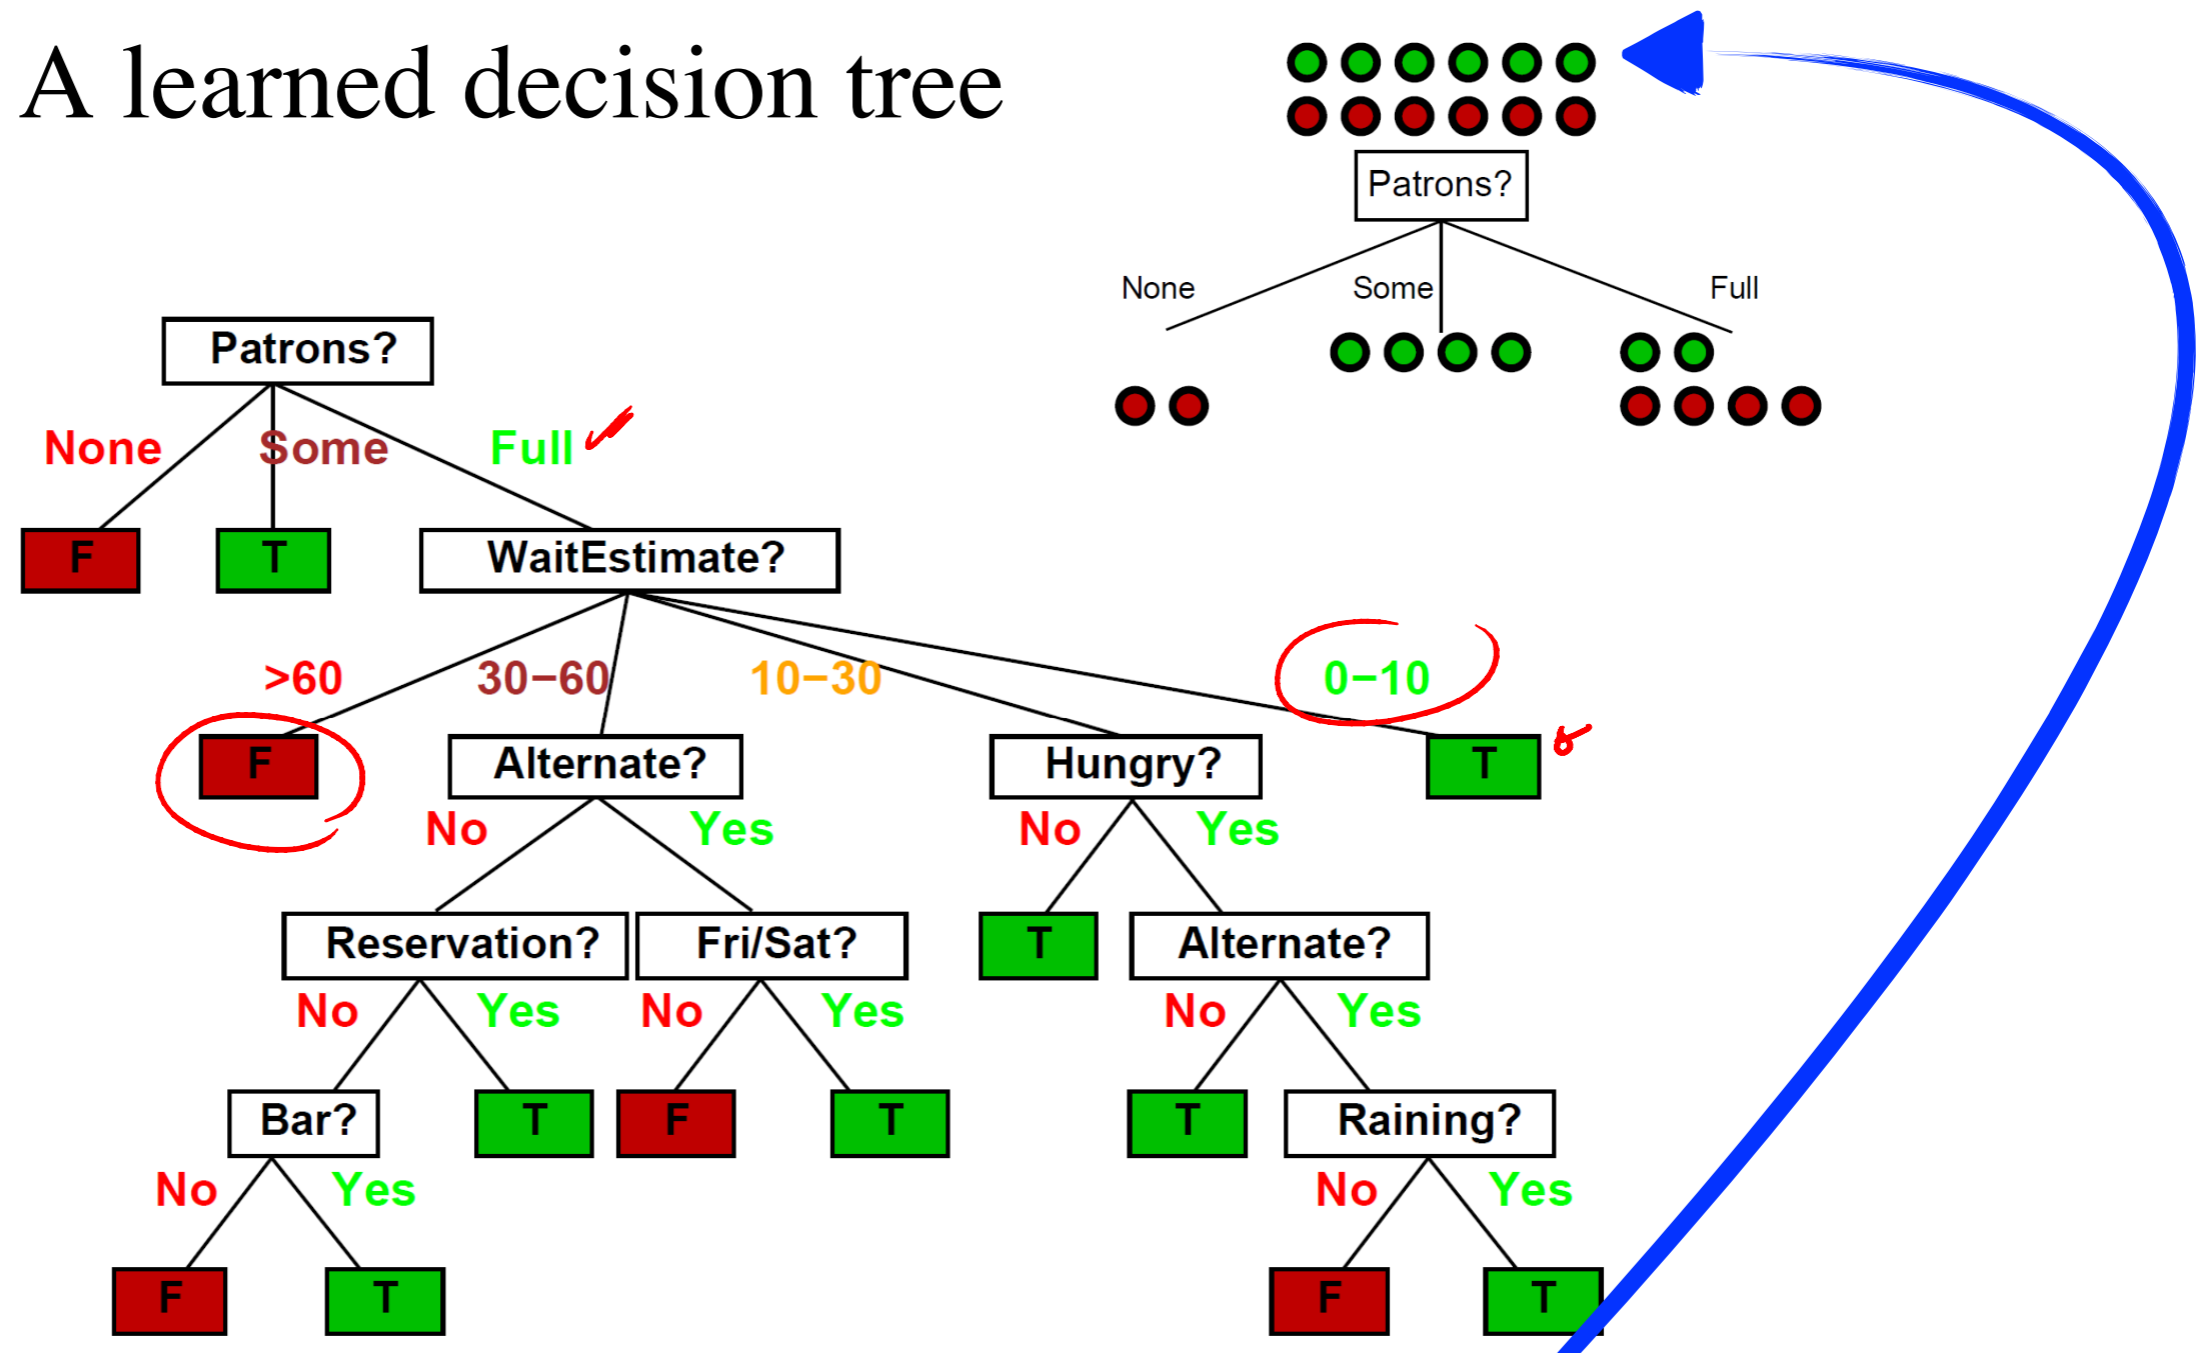 A learned decision tree
Patrons?
None Some Full
Patrons?
None Some Full
F T WaitEstimate?
>60 30−60 10−30 0−10
F Alternate? Hungry? T
No Yes No Yes
Reservation? Fri/Sat? T Alternate?
No Yes No Yes No Yes
Bar? T F T T Raining?
No Yes No Yes
F T F T